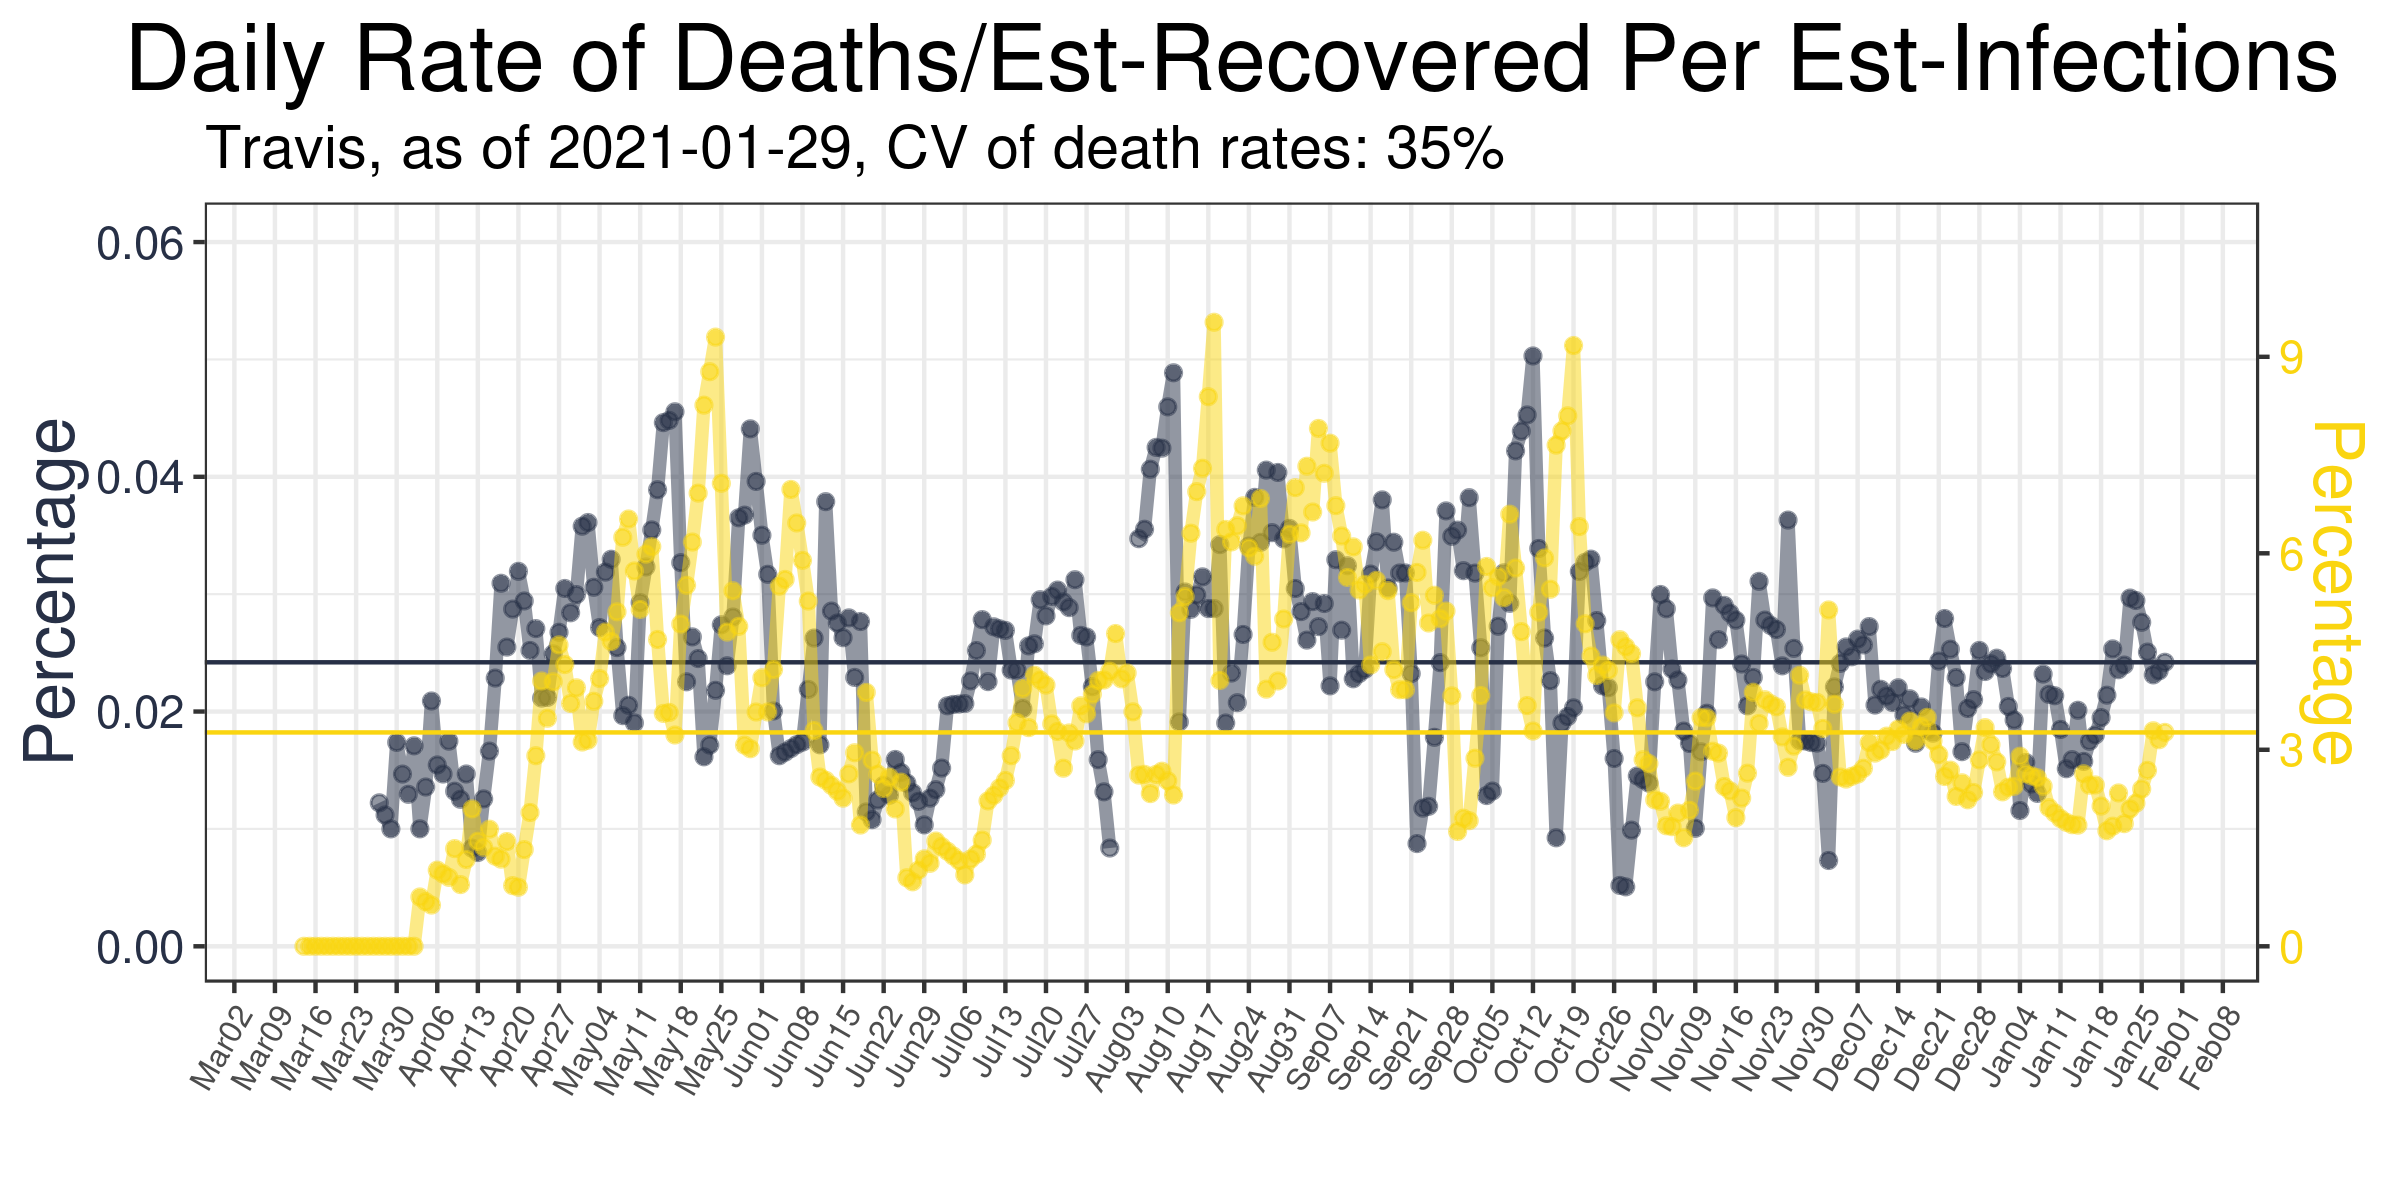 Daily Rate of Deaths/Est-Recovered Per Est-Infections
Travis, as of 2021-01-29, CV of death rates: 35%
Percentage
0.06
0.04
0.02
0.00
9
6
3
0
Percentage
Mar02
Mar09
Mar16
Mar23
Mar30
Apr06
Apr13
Apr20
Apr27
May04
May11
May18
May25
Jun01
Jun08
Jun15
Jun22
Jun29
Jul06
Jul13
Jul20
Jul27
Aug03
Aug10
Aug17
Aug24
Aug31
Sep07
Sep14
Sep21
Sep28
Oct05
Oct12
Oct19
Oct26
Nov02
Nov09
Nov16
Nov23
Nov30
Dec07
Dec14
Dec21
Dec28
Jan04
Jan11
Jan18
Jan25
Feb01
Feb08